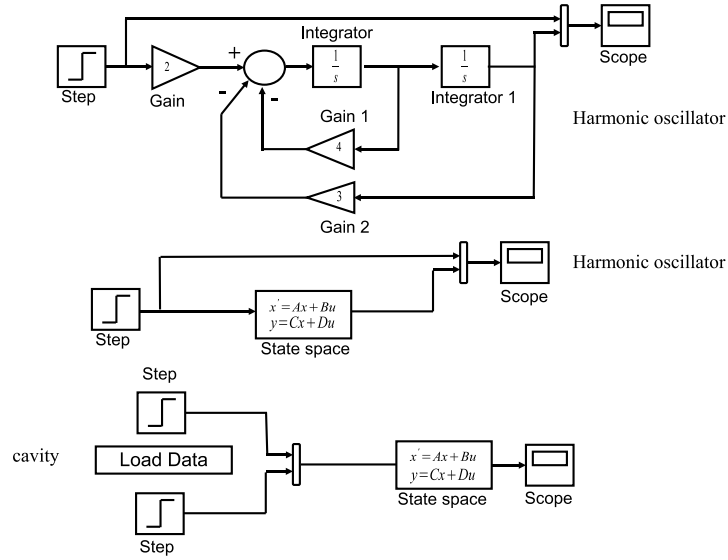 Integrator
+
2
1
s
1
s
Scope
Step
Gain
-
-
Integrator 1
Gain 1
Harmonic oscillator
4
3
Gain 2
Harmonic oscillator
x'=Ax+Bu
y=Cx+Du
Scope
Step
State space
Step
cavity
Load Data
x'=Ax+Bu
y=Cx+Du
State space
Scope
Step